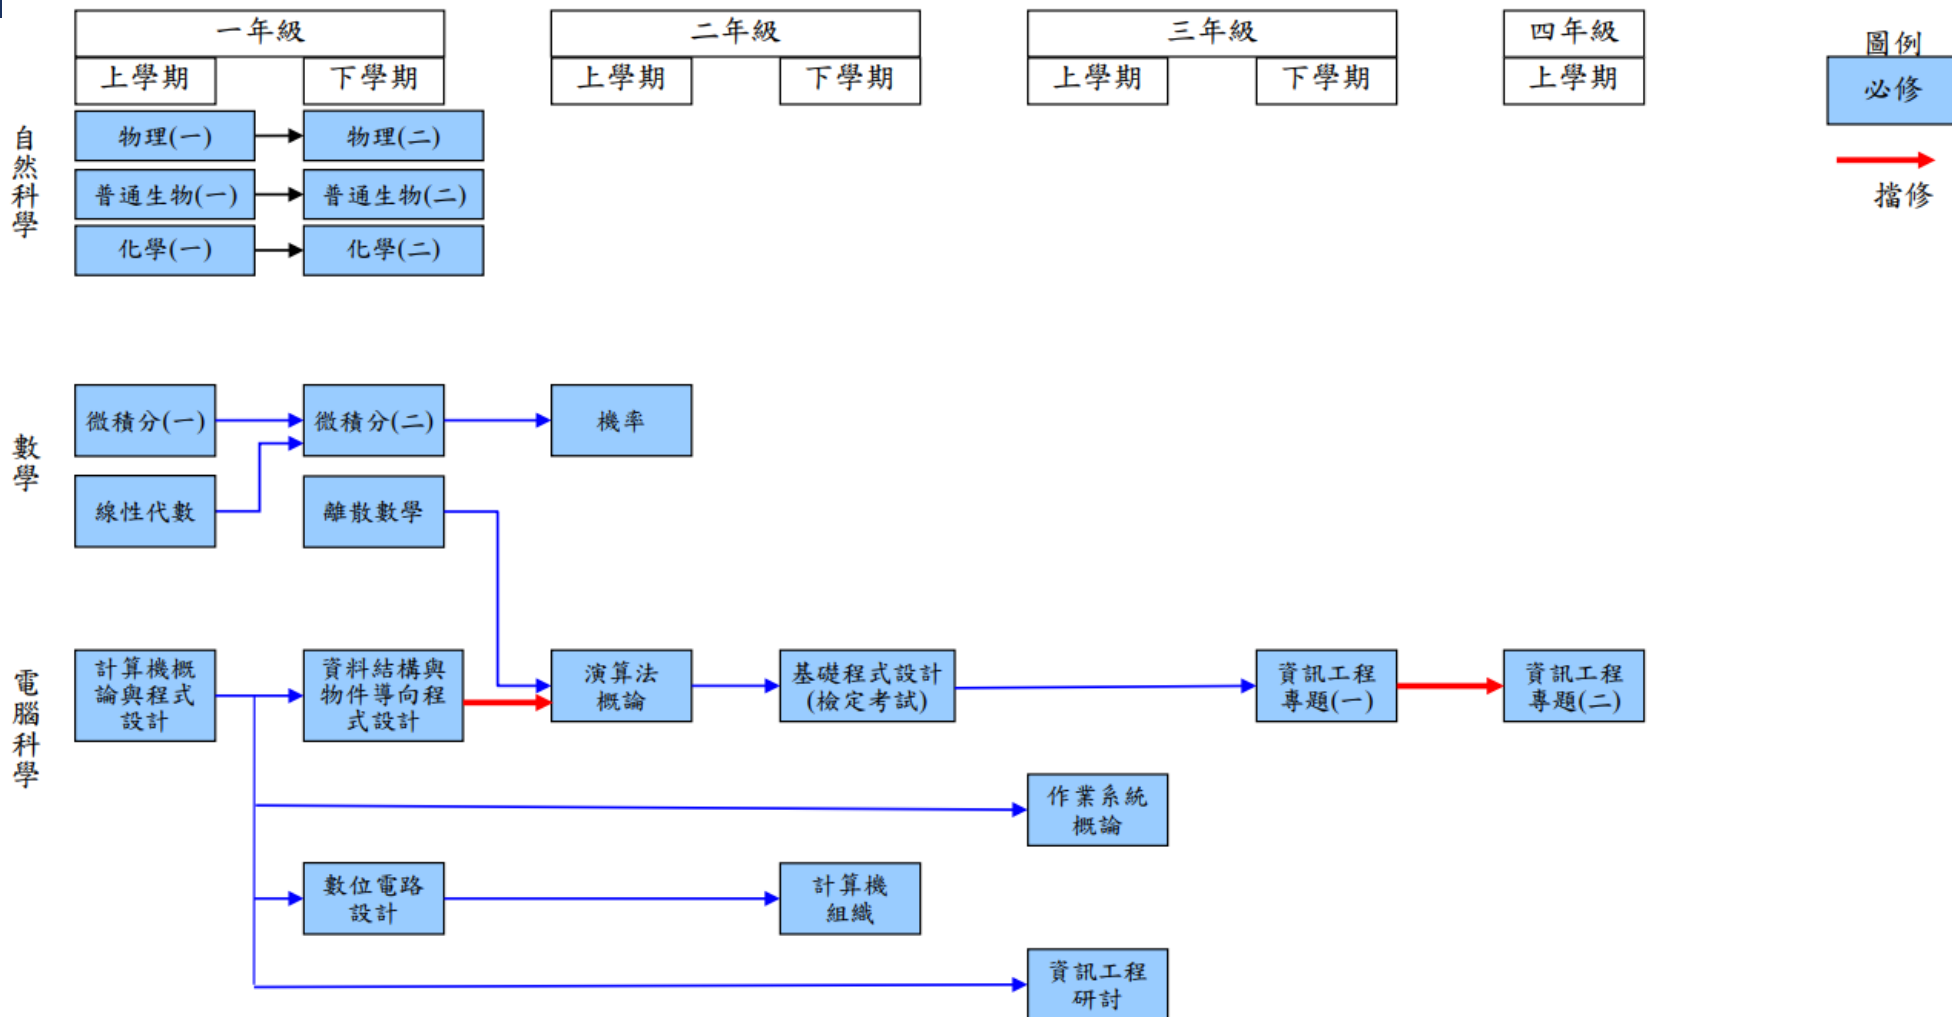 一年級
二年級
三年級
四年級
圖例
上學期
下學期
上學期
下學期
上學期
下學期
上學期
必修
擋修
自然科學
物理(一)
物理(二)
普通生物(一)
普通生物(二)
化學(一)
化學(二)
數學
微積分(一)
微積分(二)
機率
線性代數
離散數學
電腦科學
計算機概
論與程式
設計
資料結構與
物件導向程
式設計
演算法
概論
基礎程式設計
(檢定考試)
資訊工程
專題(一)
資訊工程
專題(二)
作業系統
概論
數位電路
設計
計算機
組織
資訊工程
研討